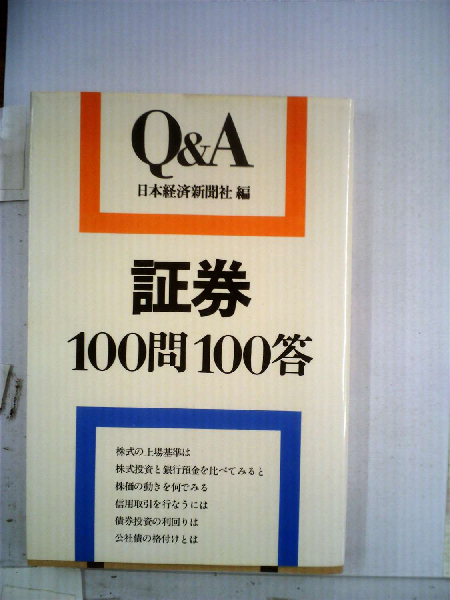 Q&A
日本経済新聞社 編
証券
100問100答
株式の上場基準は
株式投資と銀行預金を比べてみると
株価の動きを何でみる
信用取引を行なうには
債券投資の利回りは
公社債の格付けとは